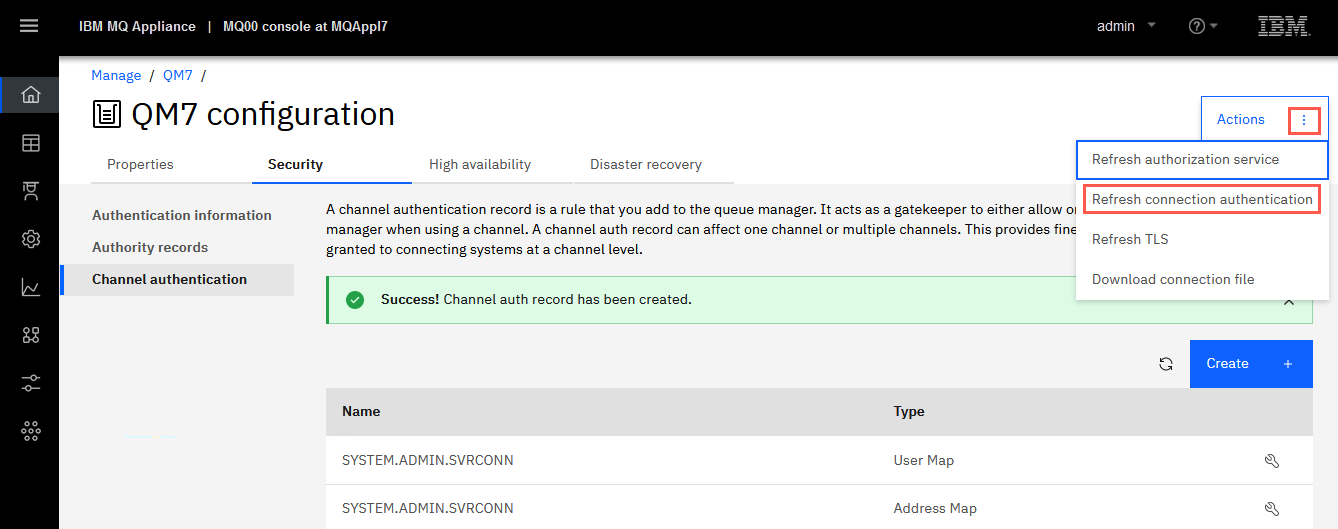 IBM MQ Appliance | MQ00 console at MQAppl7
admin
IBM
Manage / QM7 /
QM7 configuration
Actions
Properties
Security
High availability
Disaster recovery
Refresh authorization service
Refresh connection authentication
Refresh TLS
Download connection file
Authentication information
Authority records
Channel authentication
A channel authentication record is a rule that you add to the queue manager. It acts as a gatekeeper to either allow
manager when using a channel. A channel auth record can affect one channel or multiple channels. This provides fine
granted to connecting systems at a channel level.
Success! Channel auth record has been created.
Create +
Name Type
SYSTEM.ADMIN.SVRCONN User Map
SYSTEM.ADMIN.SVRCONN Address Map